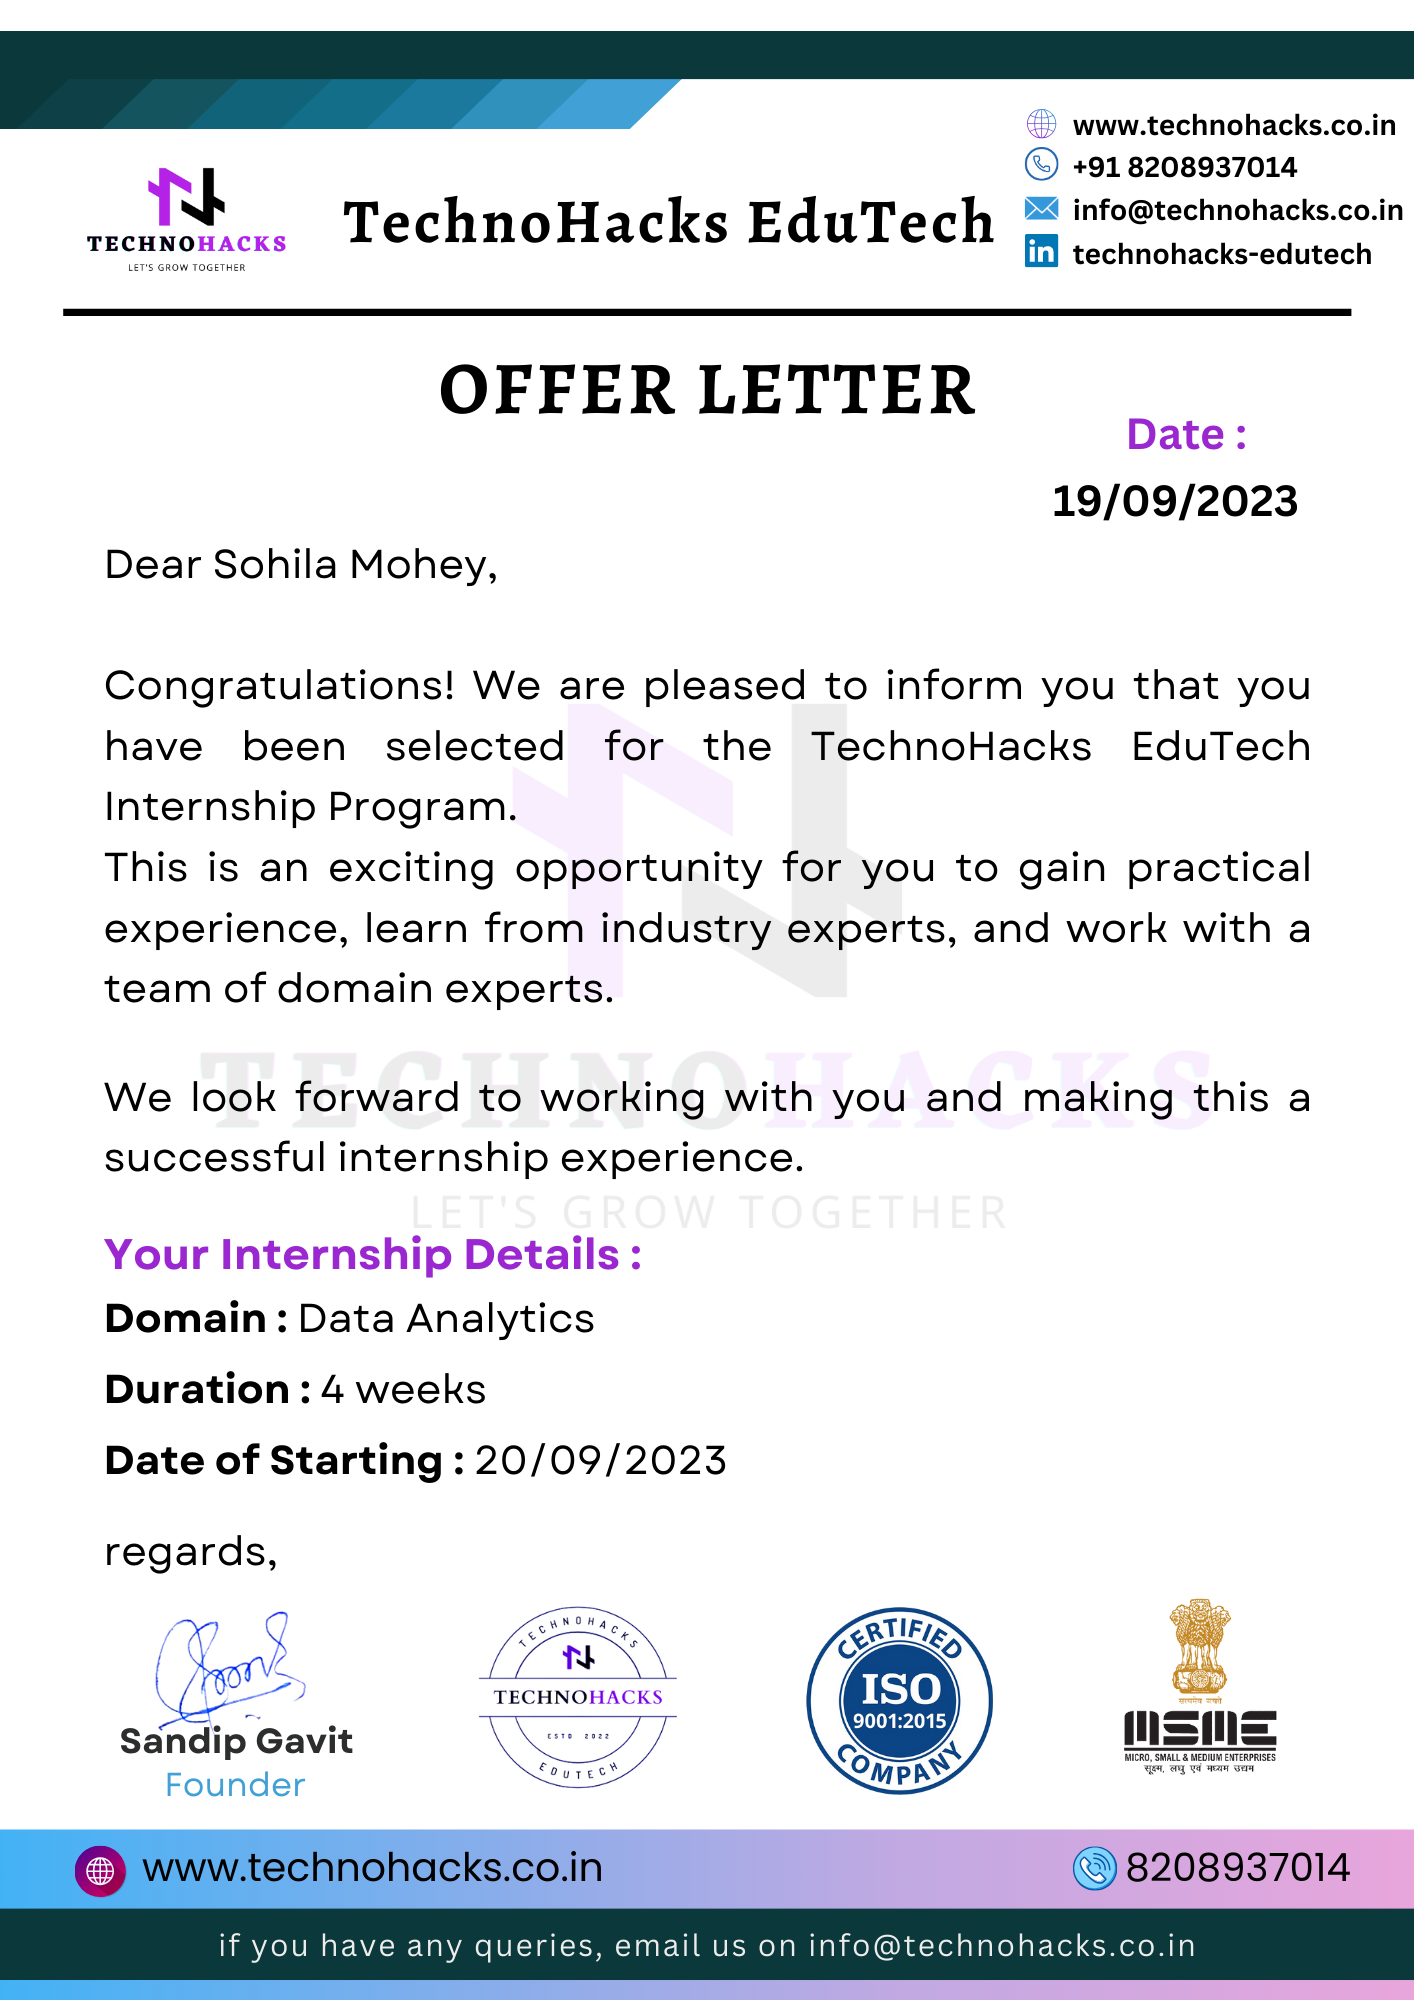 www.technohacks.co.in
+91 8208937014
info@technohacks.co.in
in technohacks-edutech
TECHNOHACKS
LET'S GROW TOGETHER
TechnoHacks EduTech
OFFER LETTER
Date :
19/09/2023
Dear Sohila Mohey,
Congratulations! We are pleased to inform you that you
have been selected for the TechnoHacks EduTech
Internship Program.
This is an exciting opportunity for you to gain practical
experience, learn from industry experts, and work with a
team of domain experts.
TECHNOHACKS
We look forward to working with you and making this a
successful internship experience.
LET'S GROW TOGETHER
Your Internship Details :
Domain : Data Analytics
Duration : 4 weeks
Date of Starting : 20/09/2023
regards,
Sandip Gavit
Founder
TECHNOHACKS
TECHNOHACKS
ESTD 2022
EDUTECH
CERTIFIED
ISO
9001:2015
COMPANY
सत्यमेव जयते
MSME
MICRO, SMALL & MEDIUM ENTERPRISES
सूक्ष्म, लघु एवं मध्यम उद्यम
www.technohacks.co.in
8208937014
if you have any queries, email us on info@technohacks.co.in